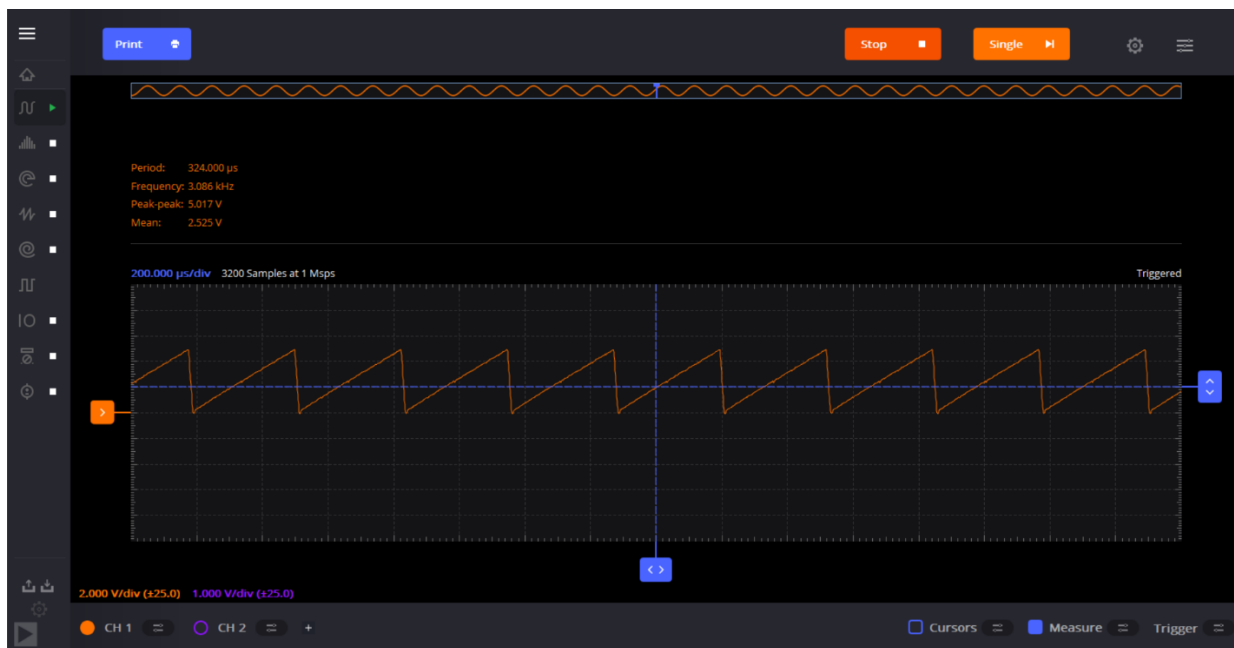 Print
Stop
Single
Period: 324.000 μs
Frequency: 3.086 kHz
Peak-peak: 5.017 V
Mean: 2.525 V
200.000 μs/div 3200 Samples at 1 Msps Triggered
2.000 V/div (±25.0) 1.000 V/div (±25.0)
CH 1 CH 2 + Cursors Measure Trigger